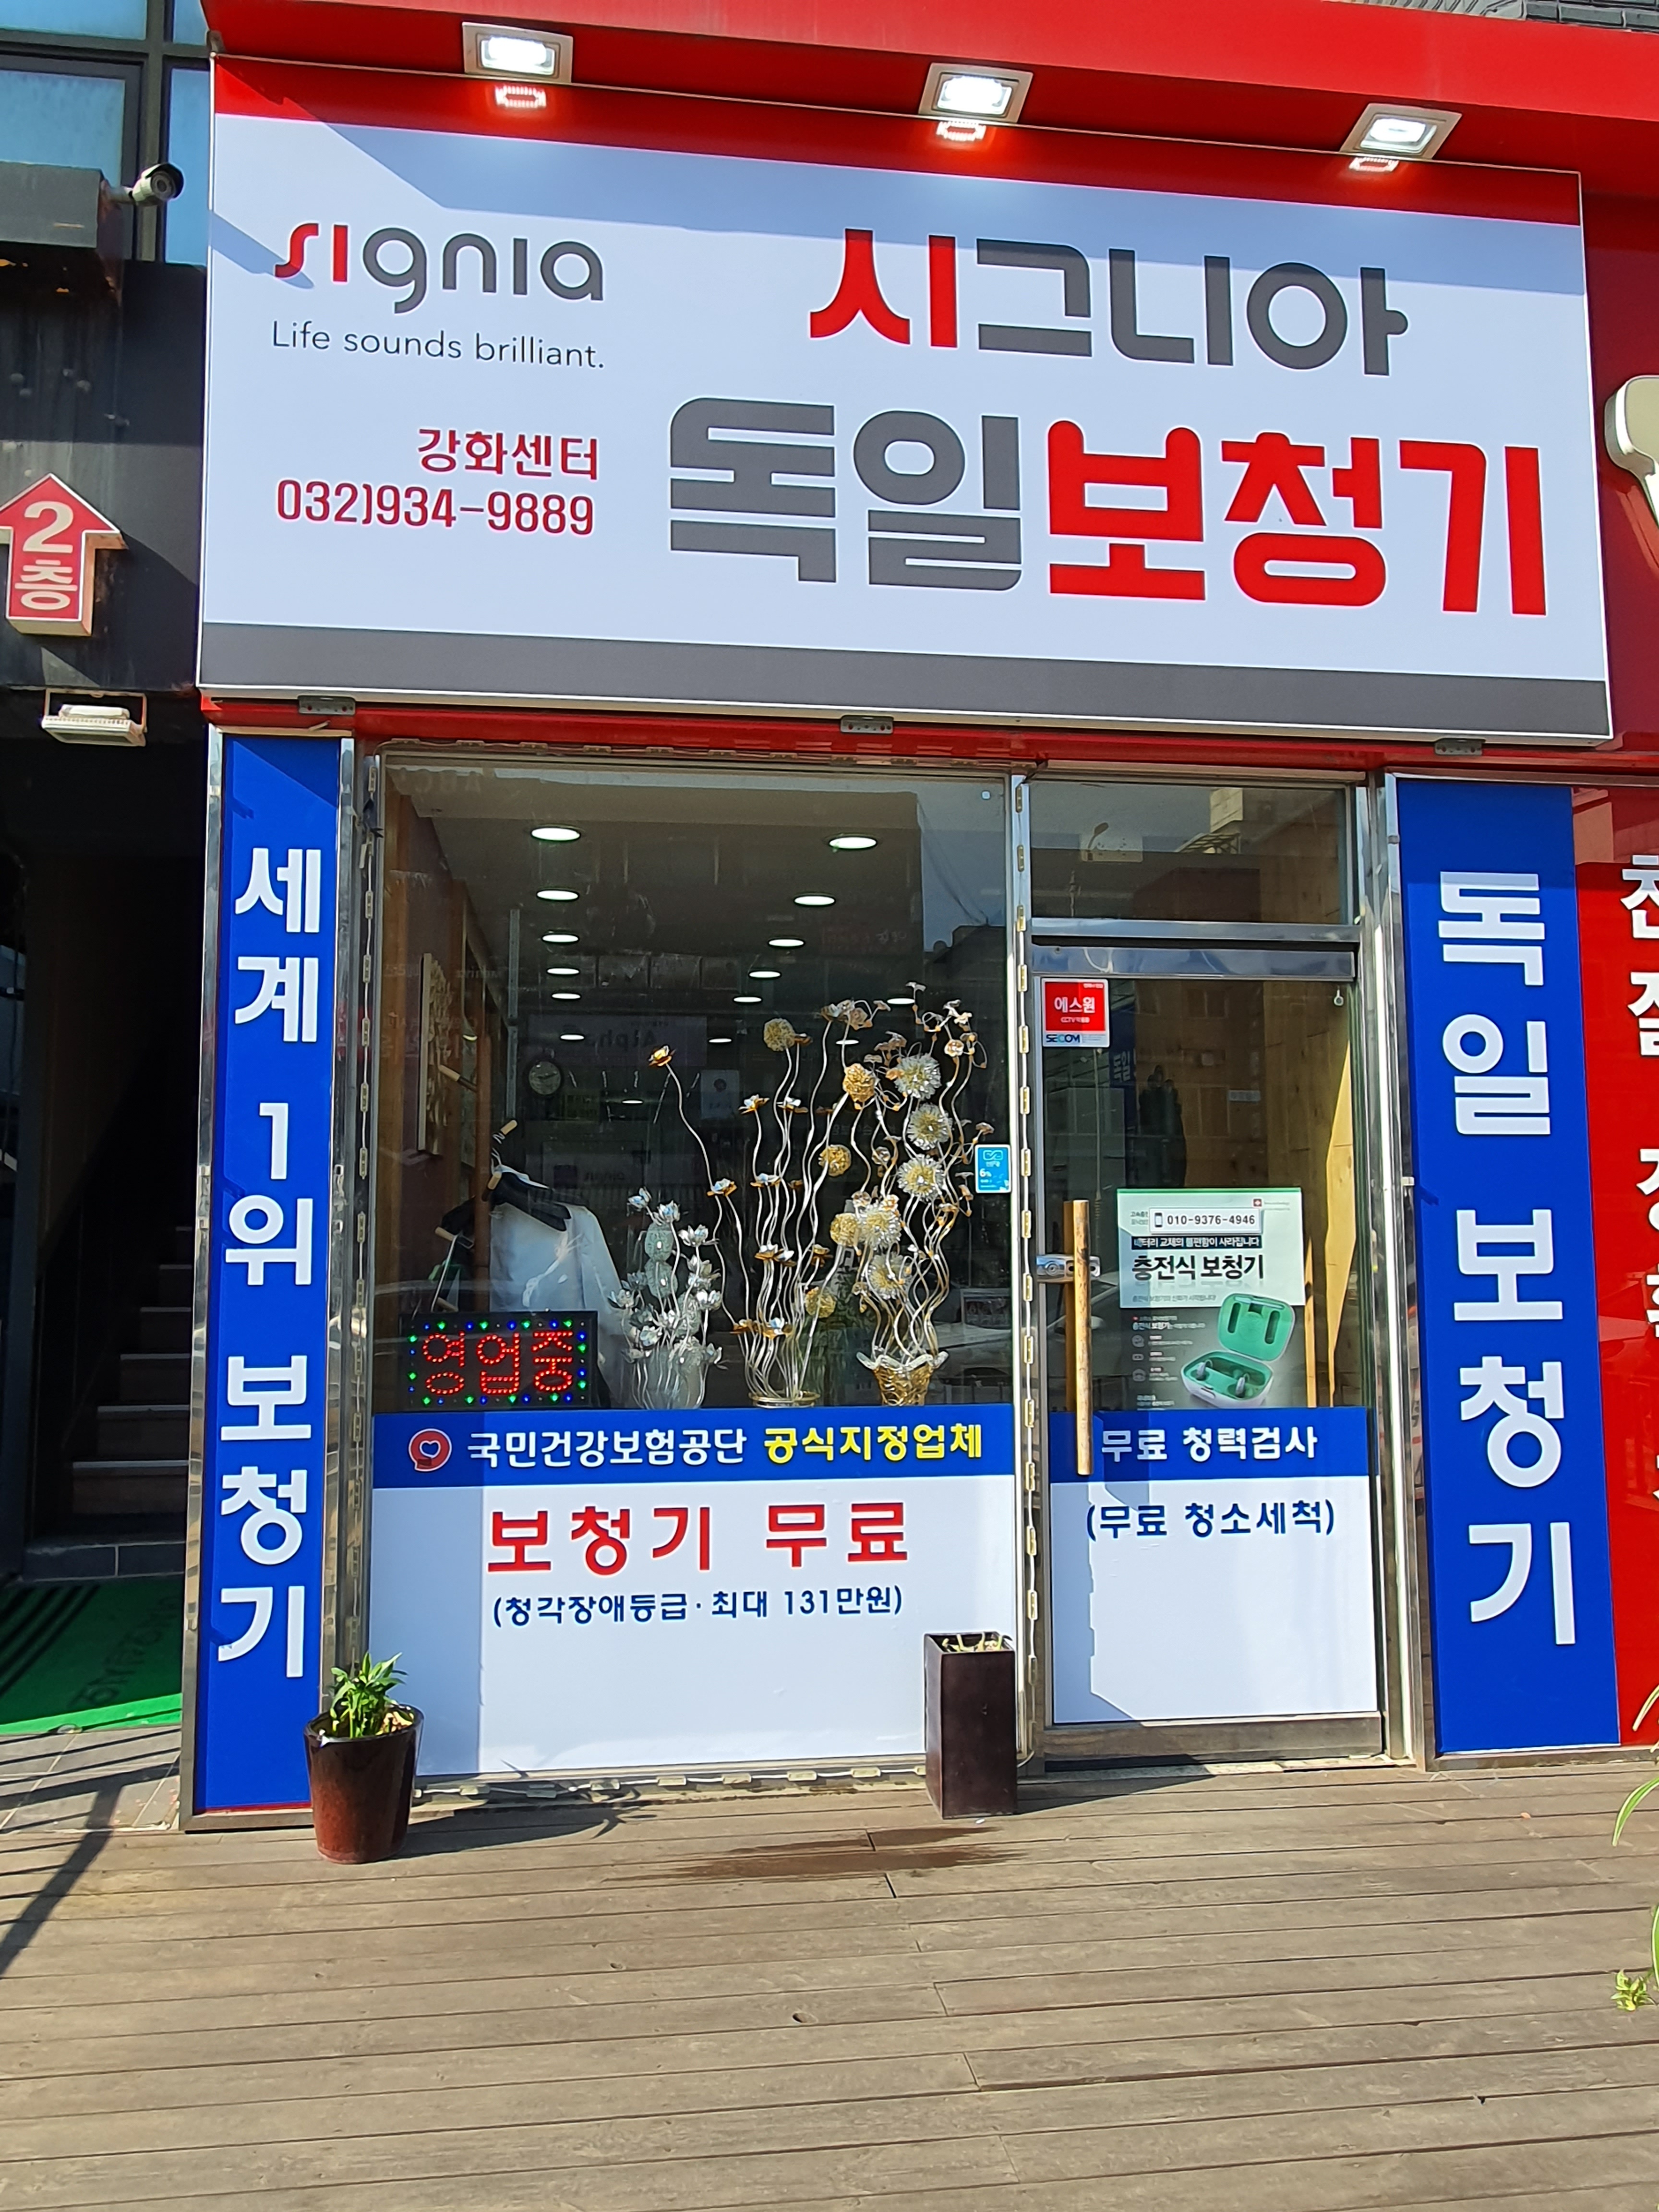 signia
Life sounds brilliant.
시그니아
독일보청기
강화센터
032)934-9889
2층
세계 1위 보청기
독일 보청기
에스원
SECOM
010-9376-4946
충전식 보청기
영업중
국민건강보험공단 공식지정업체
보청기 무료
(청각장애등급·최대 131만원)
무료 청력검사
(무료 청소세척)